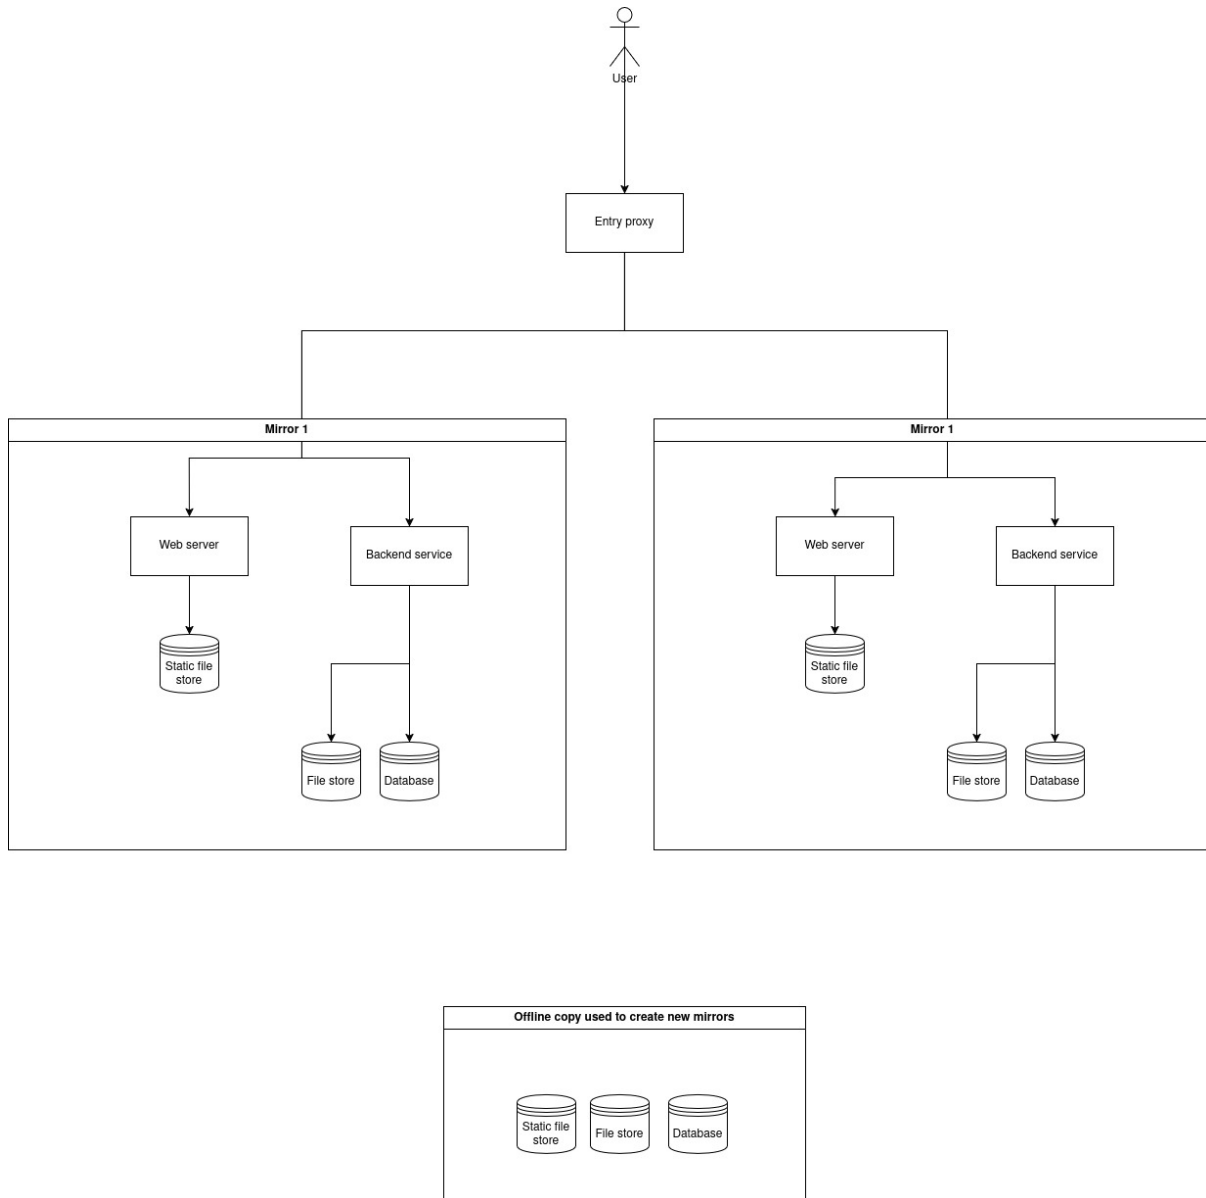 User
Entry proxy
Mirror 1
Web server
Backend service
Static file
store
File store
Database
Mirror 1
Web server
Backend service
Static file
store
File store
Database
Offline copy used to create new mirrors
Static file
store
File store
Database